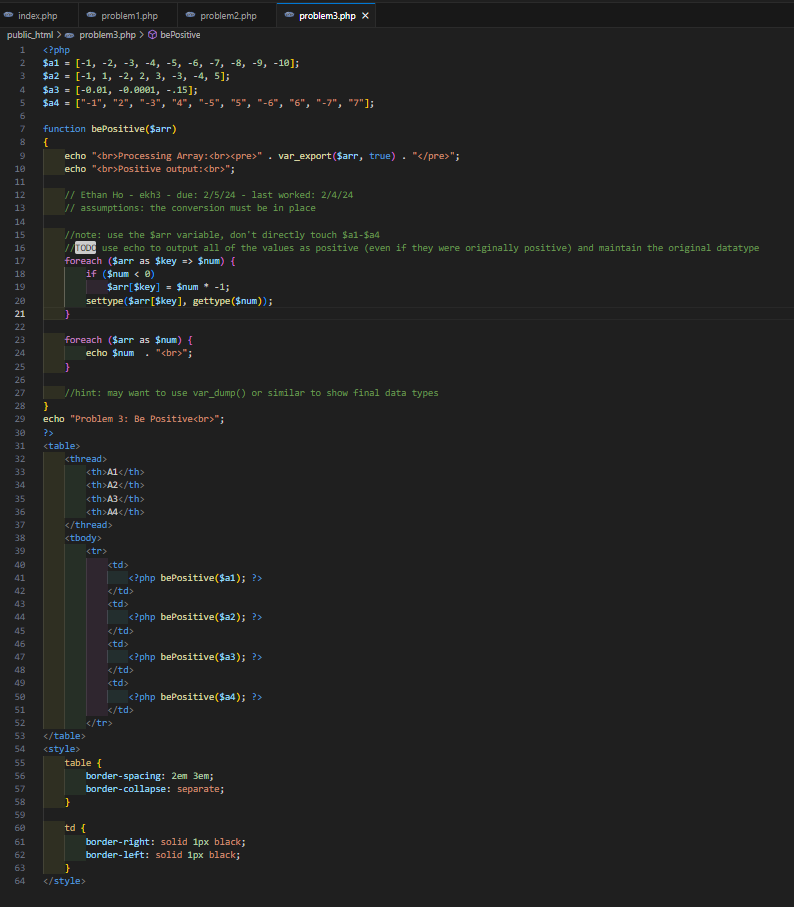 index.php problem1.php problem2.php problem3.php ×
public_html > problem3.php > bePositive
1 <?php
2 $a1 = [-1, -2, -3, -4, -5, -6, -7, -8, -9, -10];
3 $a2 = [-1, 1, -2, 2, 3, -3, -4, 5];
4 $a3 = [-0.01, -0.0001, -.15];
5 $a4 = ["-1", "2", "-3", "4", "-5", "5", "-6", "6", "-7", "7"];
6
7 function bePositive($arr)
8 {
9     echo "<br>Processing Array:<br><pre>" . var_export($arr, true) . "</pre>";
10     echo "<br>Positive output:<br>";
11
12     // Ethan Ho - ekh3 - due: 2/5/24 - last worked: 2/4/24
13     // assumptions: the conversion must be in place
14
15     //note: use the $arr variable, don't directly touch $a1-$a4
16     //TODO use echo to output all of the values as positive (even if they were originally positive) and maintain the original datatype
17     foreach ($arr as $key => $num) {
18         if ($num < 0)
19             $arr[$key] = $num * -1;
20         settype($arr[$key], gettype($num));
21     }
22
23     foreach ($arr as $num) {
24         echo $num  . "<br>";
25     }
26
27     //hint: may want to use var_dump() or similar to show final data types
28 }
29 echo "Problem 3: Be Positive<br>";
30 ?>
31 <table>
32     <thread>
33         <th>A1</th>
34         <th>A2</th>
35         <th>A3</th>
36         <th>A4</th>
37     </thread>
38     <tbody>
39         <tr>
40             <td>
41                 <?php bePositive($a1); ?>
42             </td>
43             <td>
44                 <?php bePositive($a2); ?>
45             </td>
46             <td>
47                 <?php bePositive($a3); ?>
48             </td>
49             <td>
50                 <?php bePositive($a4); ?>
51             </td>
52         </tr>
53 </table>
54 <style>
55     table {
56         border-spacing: 2em 3em;
57         border-collapse: separate;
58     }
59
60     td {
61         border-right: solid 1px black;
62         border-left: solid 1px black;
63     }
64 </style>